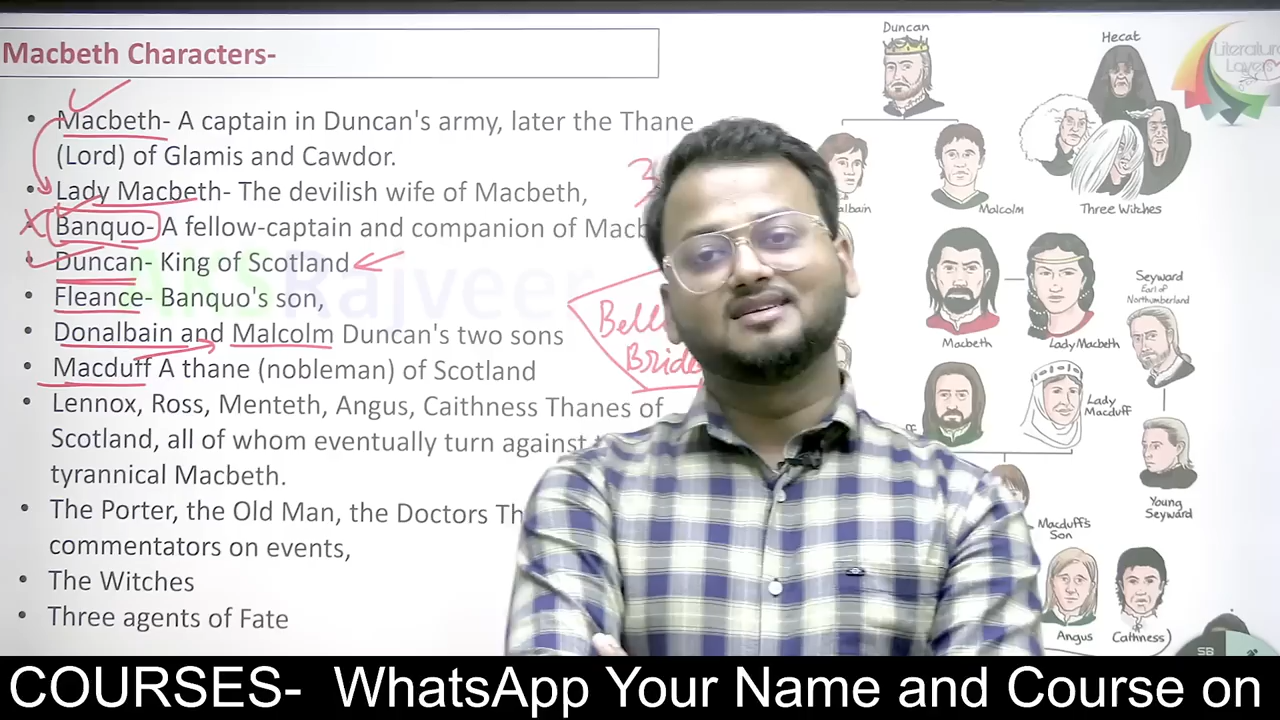 Macbeth Characters-
• Macbeth- A captain in Duncan's army, later the Thane
(Lord) of Glamis and Cawdor.
• Lady Macbeth- The devilish wife of Macbeth,
• Banquo- A fellow-captain and companion of
• Duncan- King of Scotland
• Fleance- Banquo's son,
• Donalbain and Malcolm Duncan's two sons
• Macduff A thane (nobleman) of Scotland
• Lennox, Ross, Menteth, Angus, Caithness Thanes of
Scotland, all of whom eventually turn against
tyrannical Macbeth.
• The Porter, the Old Man, the Doctors
commentators on events,
• The Witches
• Three agents of Fate
Rajveer
Duncan
Hecat
Literature
Malcolm
Three Witches
Macbeth
Lady Macbeth
Seyward
Earl of
Northumberland
Lady
Macduff
Young
Seyward
Macduff's
Son
Angus
Cathness
SB
COURSES- WhatsApp Your Name and Course on